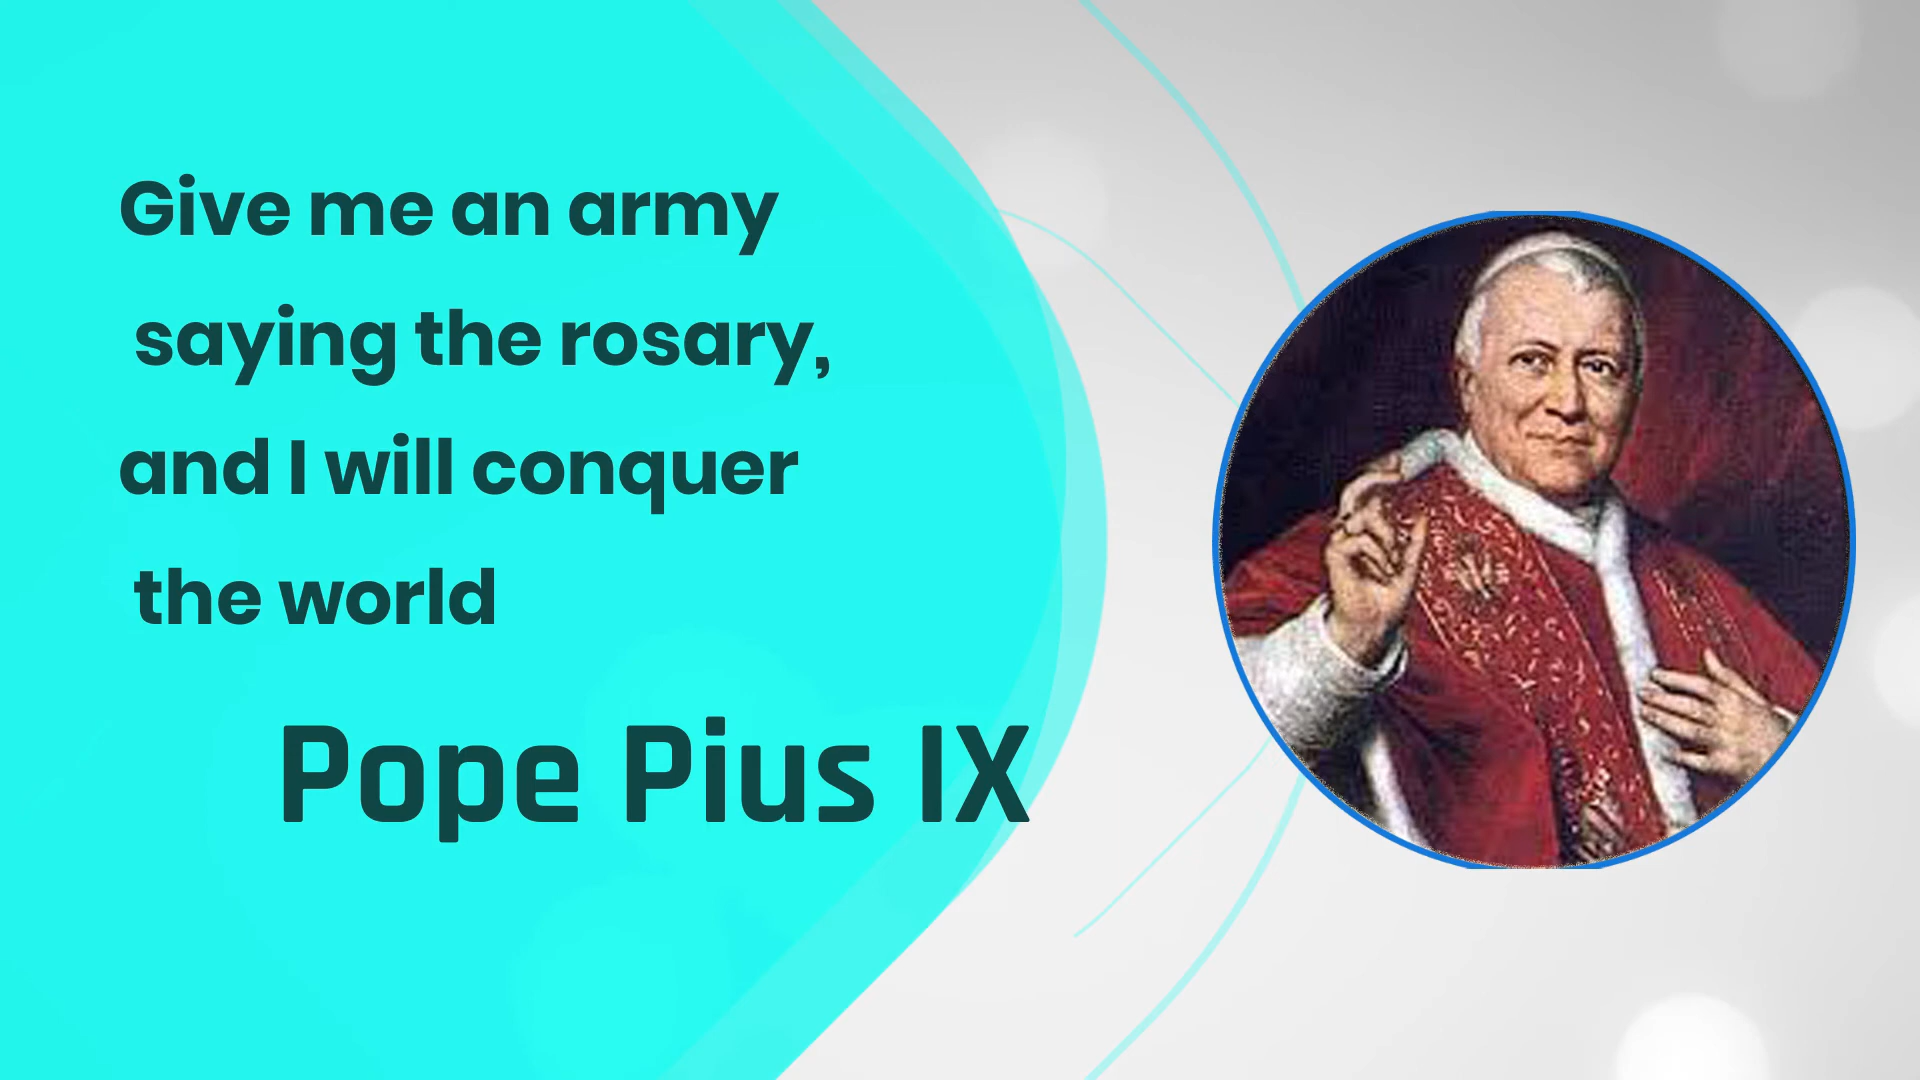 Give me an army
saying the rosary,
and I will conquer
the world
Pope Pius IX